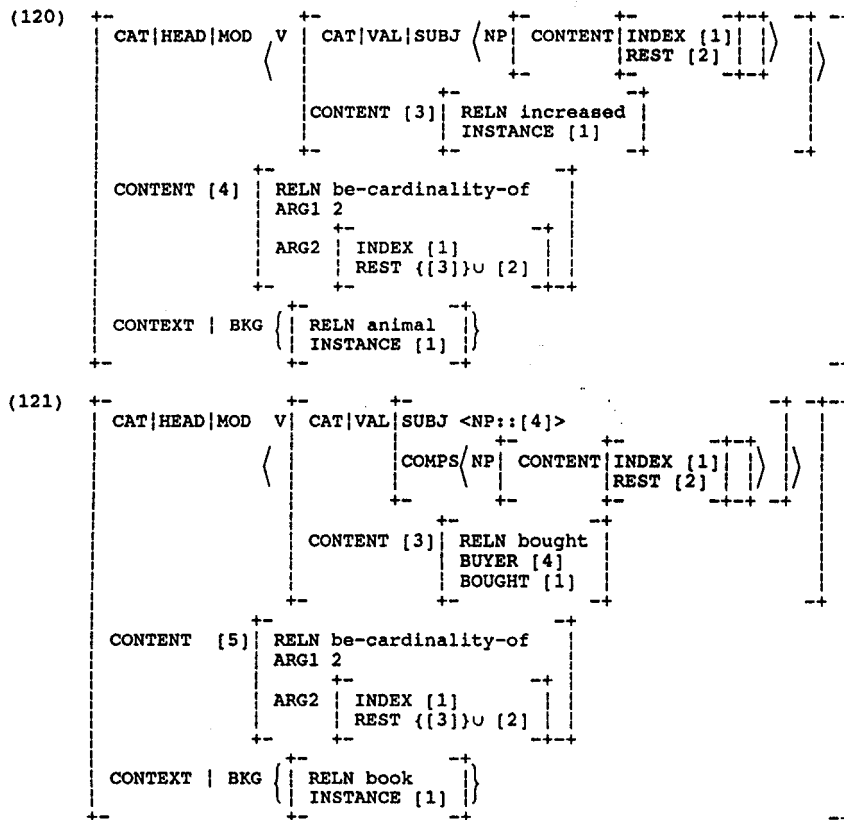 (120) +- +- +- +- -+ -+ -+
CAT|HEAD|MOD ⟨ V | CAT|VAL|SUBJ ⟨NP| CONTENT|INDEX [1]| | ⟩ | ⟩
|REST [2]| |
+- +- -+-+
+- -+
CONTENT [3]| RELN increased |
| INSTANCE [1] |
+- +- -+ -+
+- -+
CONTENT [4] | RELN be-cardinality-of |
| ARG1 2 |
| +- -+ |
| ARG2 | INDEX [1] | |
| | REST {[3]}∪ [2] | |
+- +- -+-+
+- -+
CONTEXT | BKG {| RELN animal |}
| INSTANCE [1] |
+- +- -+ -+
(121) +- +- +- -+ -+-+
CAT|HEAD|MOD V| CAT|VAL|SUBJ <NP::[4]> | | |
⟨ | | +- +- -+-+ | |
| |COMPS⟨NP| CONTENT|INDEX [1]| |⟩ | ⟩ |
| | | |REST [2]| | | |
| +- +- +- -+-+ -+ |
+- -+
CONTENT [3]| RELN bought |
| BUYER [4] |
| BOUGHT [1] |
+- +- -+ -+
+- -+
CONTENT [5]| RELN be-cardinality-of |
| ARG1 2 |
| +- -+ |
| ARG2 | INDEX [1] | |
| | REST {[3]}∪ [2] | |
+- +- -+-+
+- -+
CONTEXT | BKG {| RELN book |}
| INSTANCE [1] |
+- +- -+ -+